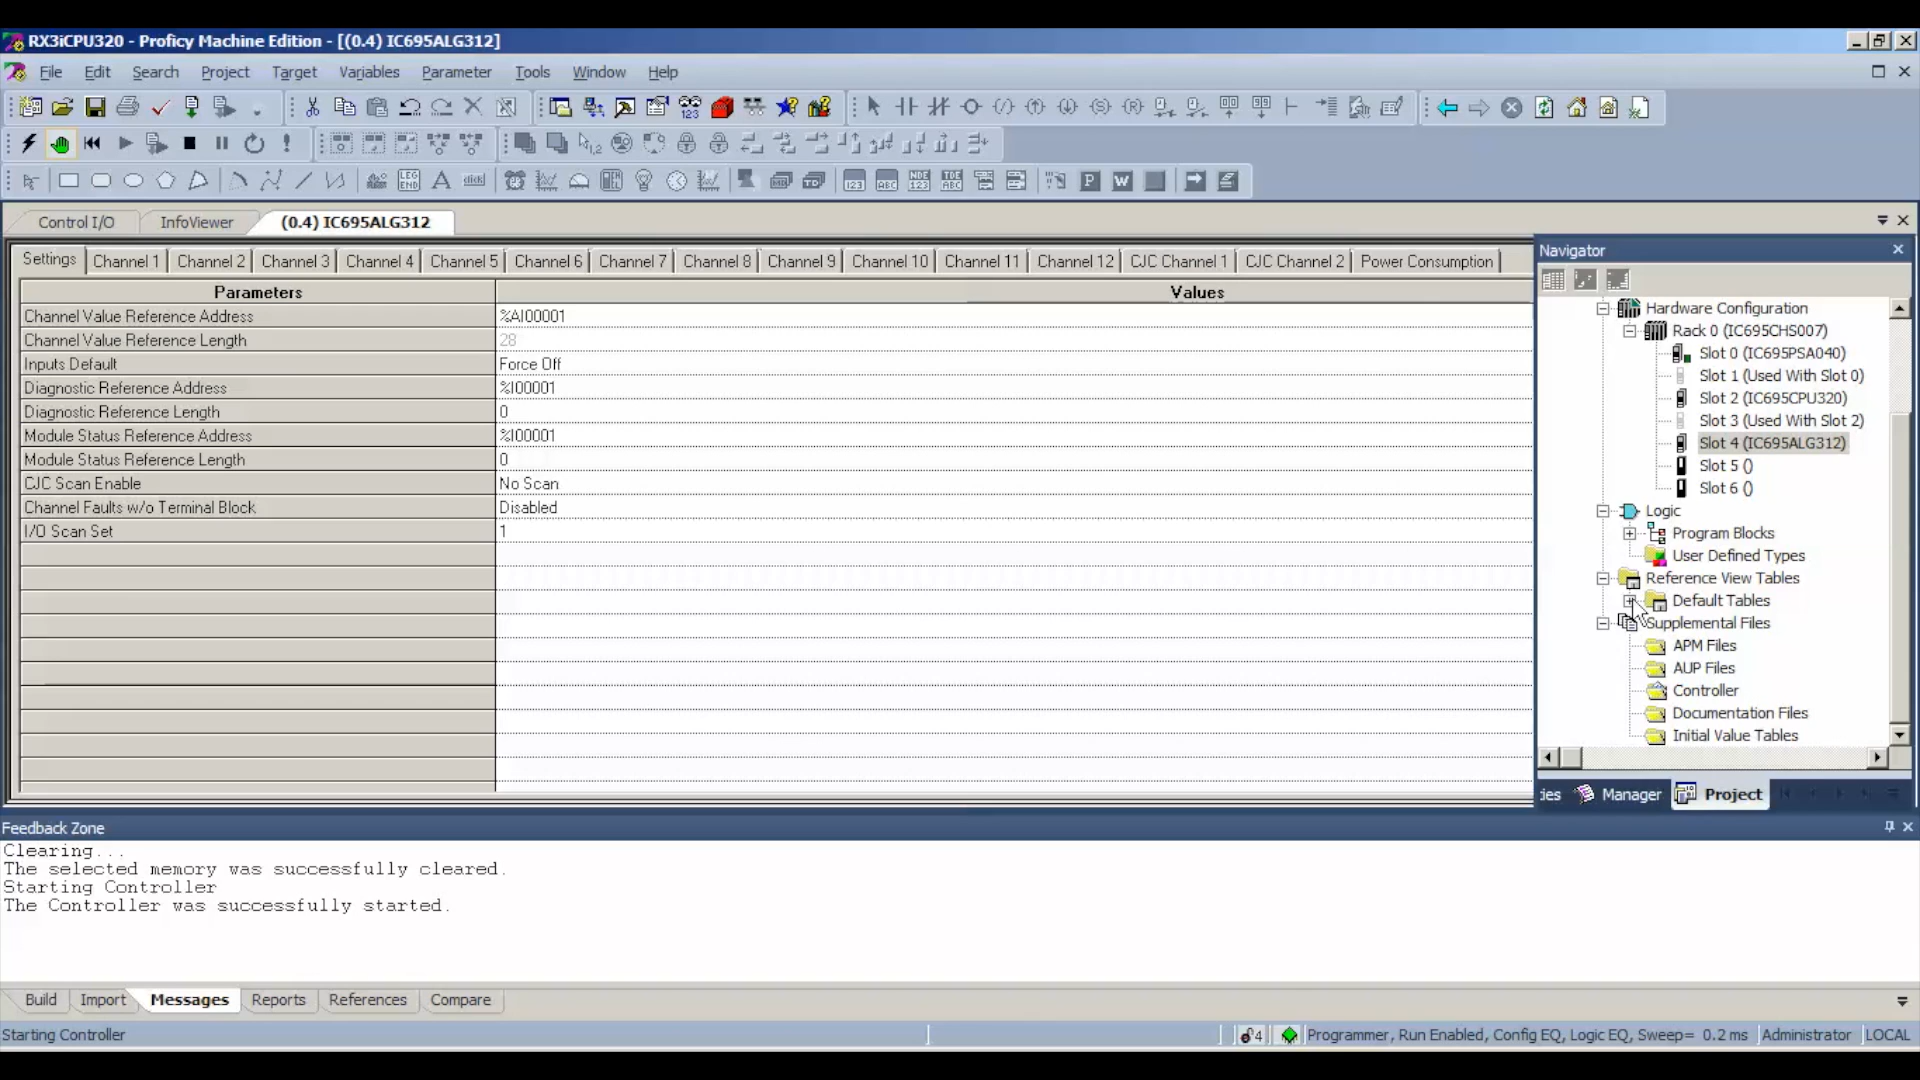 RX3iCPU320 - Proficy Machine Edition - [(0.4) IC695ALG312]
File Edit Search Project Target Variables Parameter Tools Window Help
Control I/O InfoViewer (0.4) IC695ALG312
Settings Channel 1 Channel 2 Channel 3 Channel 4 Channel 5 Channel 6 Channel 7 Channel 8 Channel 9 Channel 10 Channel 11 Channel 12 CJC Channel 1 CJC Channel 2 Power Consumption
Parameters Values
Channel Value Reference Address %AI00001
Channel Value Reference Length 28
Inputs Default Force Off
Diagnostic Reference Address %I00001
Diagnostic Reference Length 0
Module Status Reference Address %I00001
Module Status Reference Length 0
CJC Scan Enable No Scan
Channel Faults w/o Terminal Block Disabled
I/O Scan Set 1
Navigator
Hardware Configuration
Rack 0 (IC695CHS007)
Slot 0 (IC695PSA040)
Slot 1 (Used With Slot 0)
Slot 2 (IC695CPU320)
Slot 3 (Used With Slot 2)
Slot 4 (IC695ALG312)
Slot 5 ()
Slot 6 ()
Logic
Program Blocks
User Defined Types
Reference View Tables
Default Tables
Supplemental Files
APM Files
AUP Files
Controller
Documentation Files
Initial Value Tables
ties Manager Project
Feedback Zone
Clearing...
The selected memory was successfully cleared.
Starting Controller
The Controller was successfully started.
Build Import Messages Reports References Compare
Starting Controller
4 Programmer, Run Enabled, Config EQ, Logic EQ, Sweep= 0.2 ms Administrator LOCAL